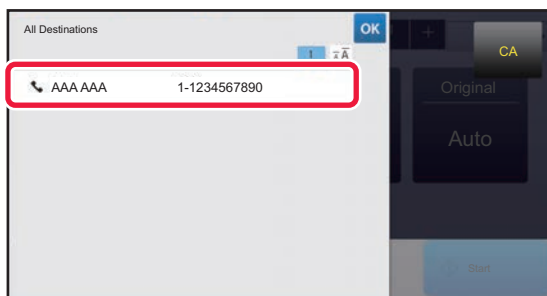 All Destinations
OK
CA
1
AAA AAA 1-1234567890
Original
Auto
Start